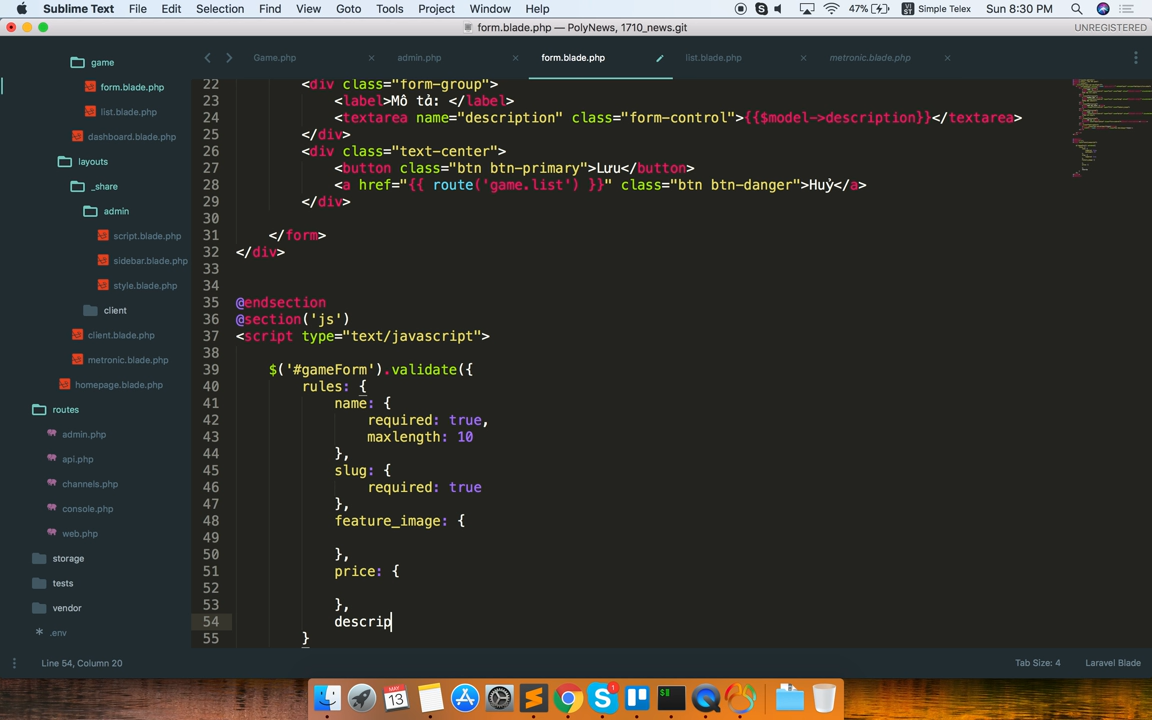 Sublime Text File Edit Selection Find View Goto Tools Project Window Help 47% Simple Telex Sun 8:30 PM
form.blade.php — PolyNews, 1710_news.git UNREGISTERED
Game.php admin.php form.blade.php list.blade.php metronic.blade.php
game
form.blade.php
list.blade.php
dashboard.blade.php
layouts
_share
admin
script.blade.php
sidebar.blade.php
style.blade.php
client
client.blade.php
metronic.blade.php
homepage.blade.php
routes
admin.php
api.php
channels.php
console.php
web.php
storage
tests
vendor
.env
22 <div class="form-group">
23 <label>Mô tả: </label>
24 <textarea name="description" class="form-control">{{$model->description}}</textarea>
25 </div>
26 <div class="text-center">
27 <button class="btn btn-primary">Lưu</button>
28 <a href="{{ route('game.list') }}" class="btn btn-danger">Huỷ</a>
29 </div>
30
31 </form>
32 </div>
33
34
35 @endsection
36 @section('js')
37 <script type="text/javascript">
38
39 $('#gameForm').validate({
40 rules: {
41 name: {
42 required: true,
43 maxlength: 10
44 },
45 slug: {
46 required: true
47 },
48 feature_image: {
49
50 },
51 price: {
52
53 },
54 descrip
55 }
Line 54, Column 20 Tab Size: 4 Laravel Blade
MAY
13
1